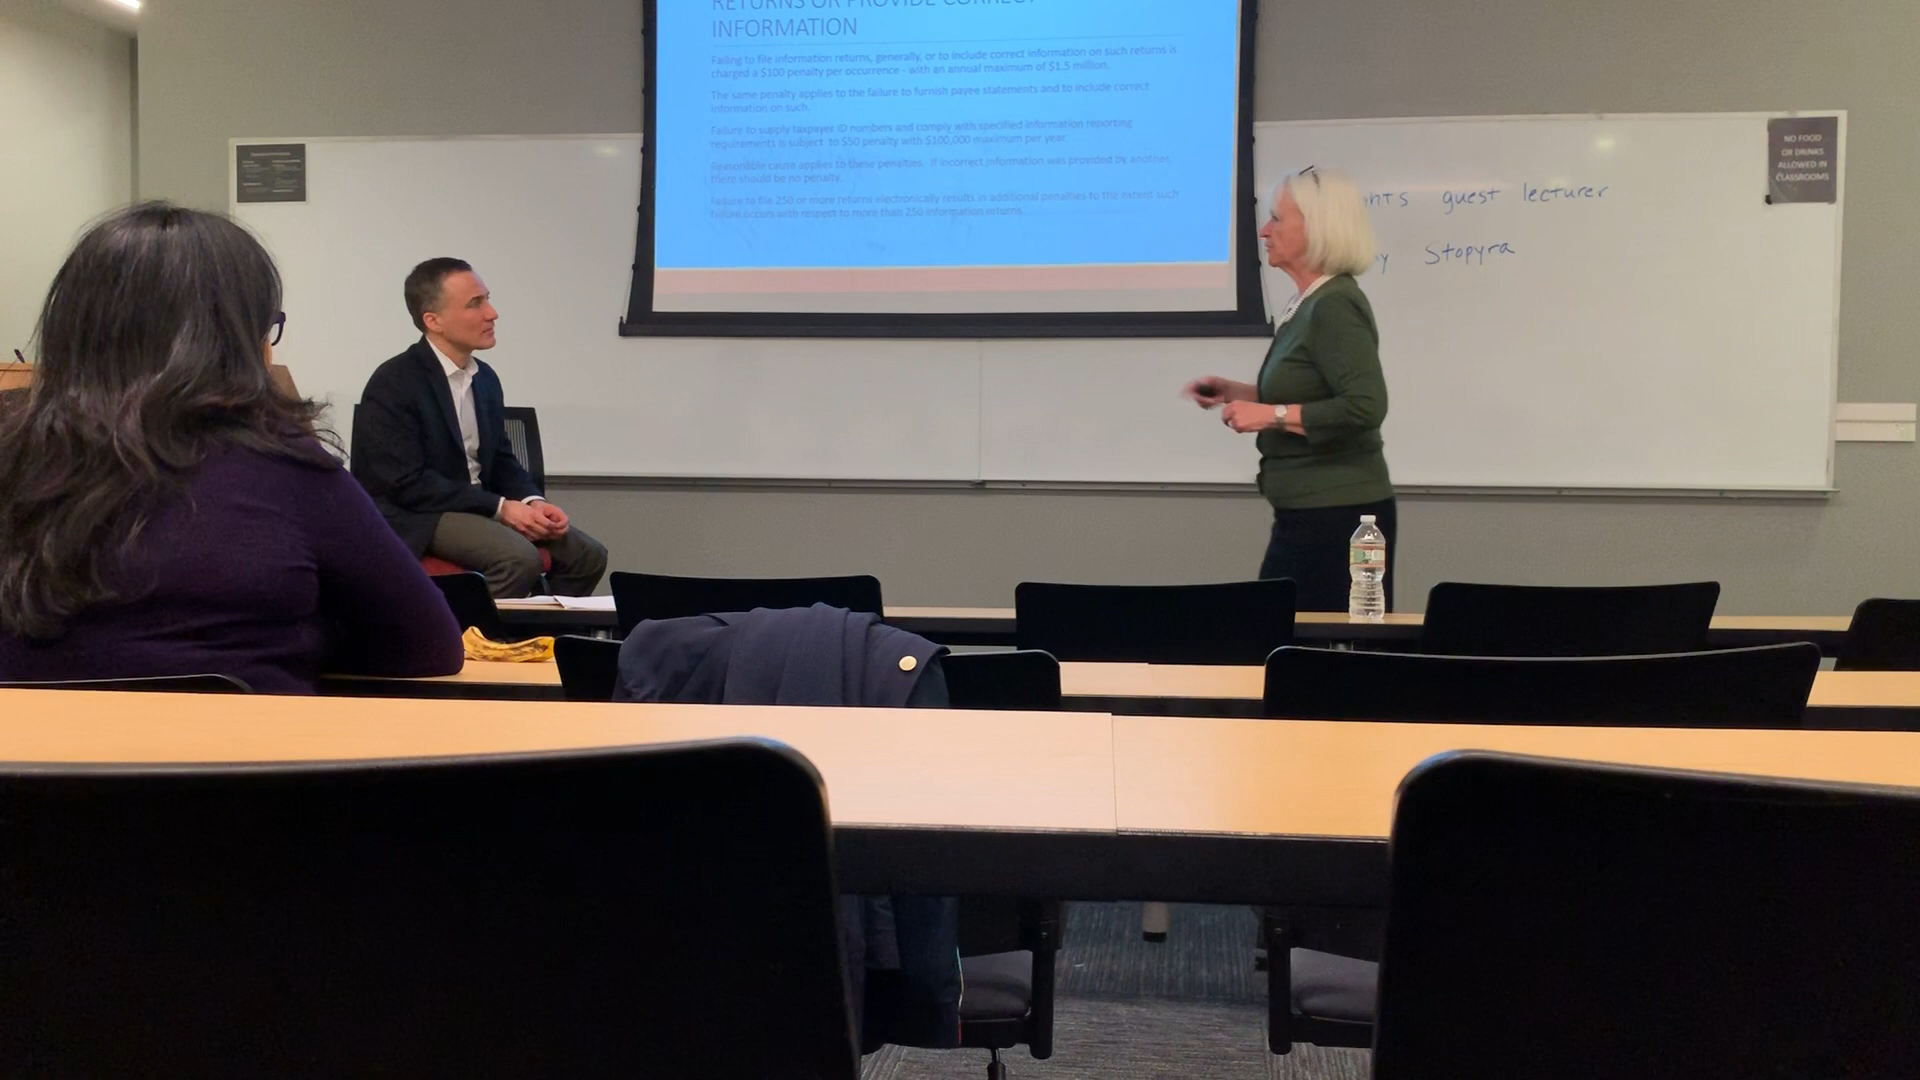 RETURNS OR PROVIDE CORRECT
INFORMATION
Failing to file information returns, generally, or to include correct information on such returns is
charged a $100 penalty per occurrence - with an annual maximum of $1.5 million.
The same penalty applies to the failure to furnish payee statements and to include correct
information on such.
Failure to supply taxpayer ID numbers and comply with specified information reporting
requirements is subject to $50 penalty with $100,000 maximum per year
Reasonable cause applies to these penalties. If incorrect information was provided by another,
there should be no penalty.
Failure to file 250 or more returns electronically results in additional penalties to the extent such
failure occurs with respect to more than 250 information returns.
guest lecturer
Stopyra
NO FOOD
OR DRINKS
ALLOWED IN
CLASSROOMS